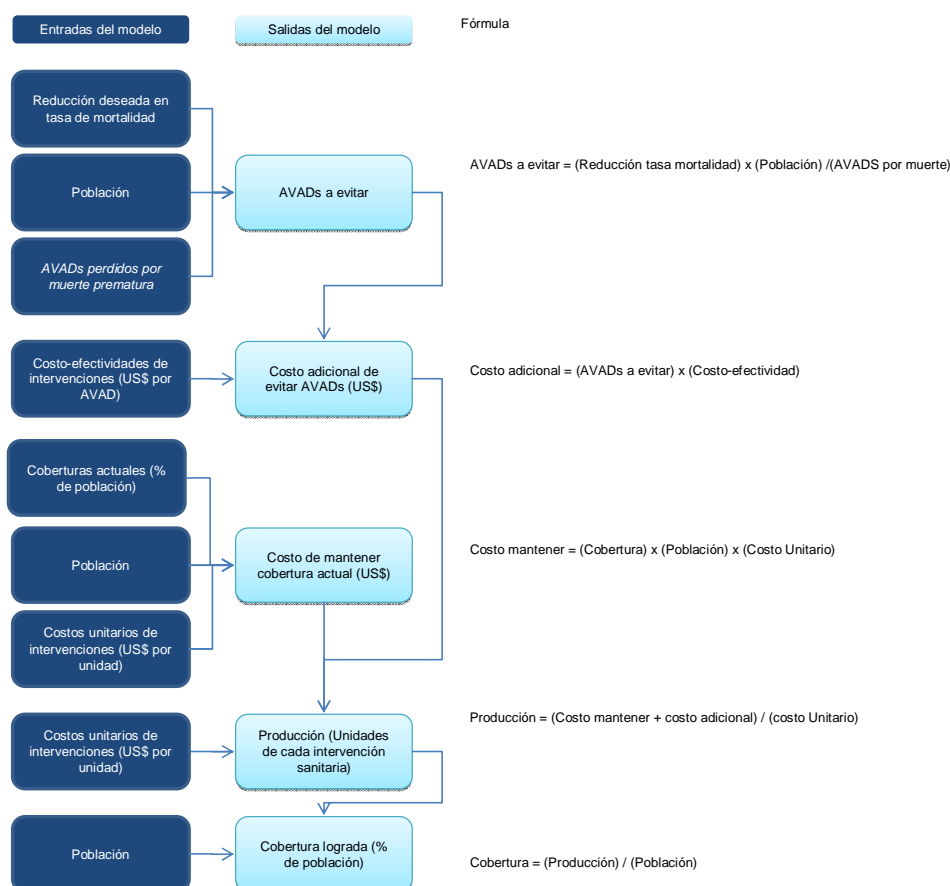 Entradas del modelo
Salidas del modelo
Fórmula
Reducción deseada en
tasa de mortalidad
Población
AVADs perdidos por
muerte prematura
AVADs a evitar
AVADs a evitar = (Reducción tasa mortalidad) x (Población) /(AVADS por muerte)
Costo-efectividades de
intervenciones (US$ por
AVAD)
Costo adicional de
evitar AVADs (US$)
Costo adicional = (AVADs a evitar) x (Costo-efectividad)
Coberturas actuales (%
de población)
Población
Costos unitarios de
intervenciones (US$ por
unidad)
Costo de mantener
cobertura actual (US$)
Costo mantener = (Cobertura) x (Población) x (Costo Unitario)
Costos unitarios de
intervenciones (US$ por
unidad)
Producción (Unidades
de cada intervención
sanitaria)
Producción = (Costo mantener + costo adicional) / (costo Unitario)
Población
Cobertura lograda (%
de población)
Cobertura = (Producción) / (Población)